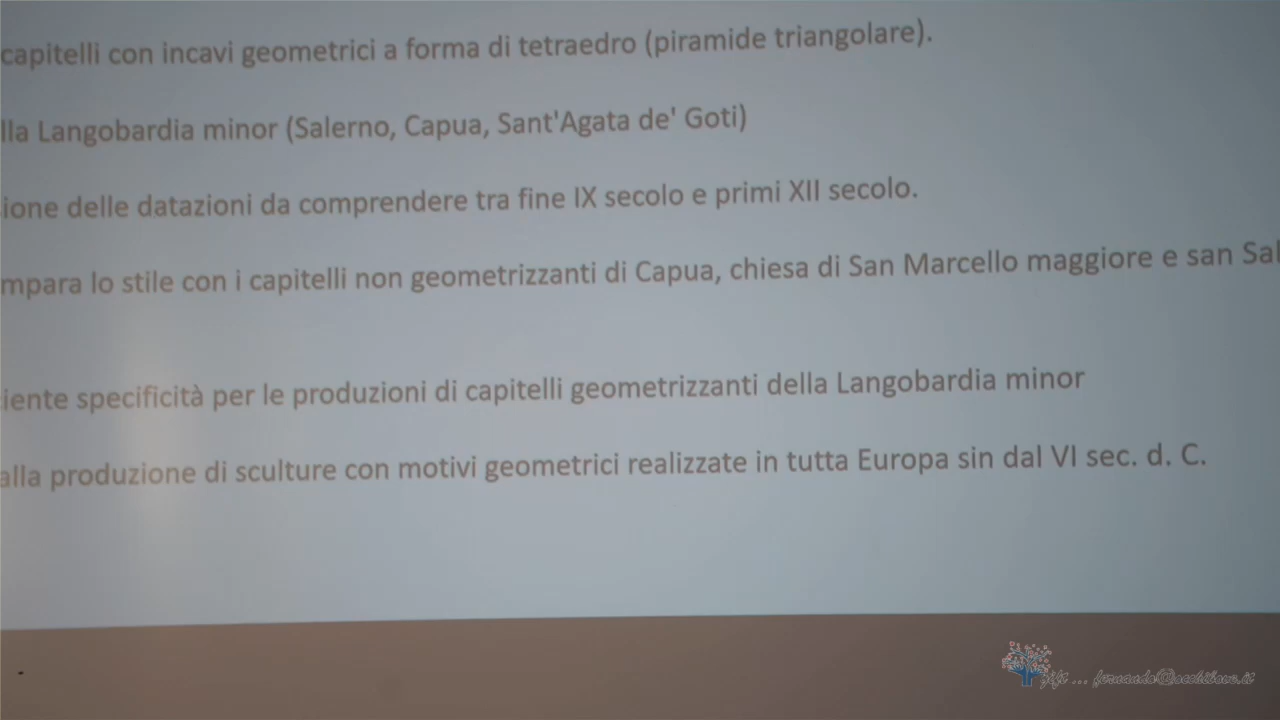 capitelli con incavi geometrici a forma di tetraedro (piramide triangolare).
lla Langobardia minor (Salerno, Capua, Sant'Agata de' Goti)
ione delle datazioni da comprendere tra fine IX secolo e primi XII secolo.
mpara lo stile con i capitelli non geometrizzanti di Capua, chiesa di San Marcello maggiore e san Sal
iente specificità per le produzioni di capitelli geometrizzanti della Langobardia minor
alla produzione di sculture con motivi geometrici realizzate in tutta Europa sin dal VI sec. d. C.
gift ...